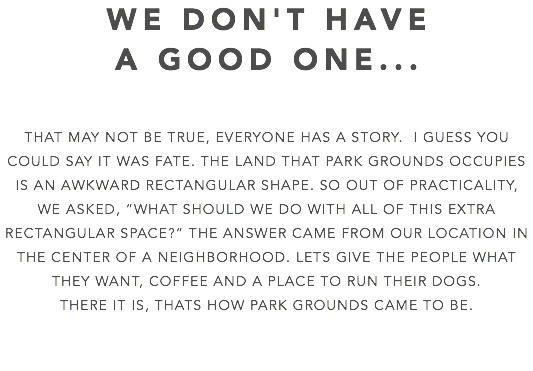 WE DON'T HAVE
A GOOD ONE...
THAT MAY NOT BE TRUE, EVERYONE HAS A STORY.  I GUESS YOU
COULD SAY IT WAS FATE. THE LAND THAT PARK GROUNDS OCCUPIES
IS AN AWKWARD RECTANGULAR SHAPE. SO OUT OF PRACTICALITY,
WE ASKED, “WHAT SHOULD WE DO WITH ALL OF THIS EXTRA
RECTANGULAR SPACE?” THE ANSWER CAME FROM OUR LOCATION IN
THE CENTER OF A NEIGHBORHOOD. LETS GIVE THE PEOPLE WHAT
THEY WANT, COFFEE AND A PLACE TO RUN THEIR DOGS.
THERE IT IS, THATS HOW PARK GROUNDS CAME TO BE.